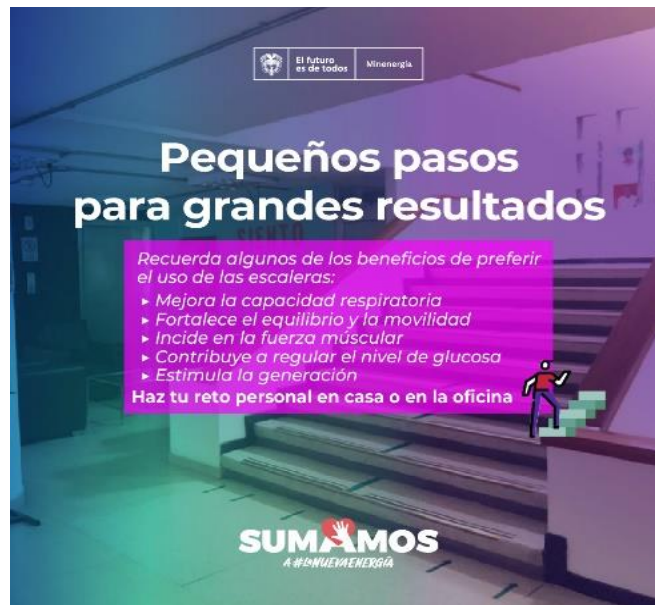 El futuro
es de todos
Minenergía
Pequeños pasos
para grandes resultados
SIENTO
Recuerda algunos de los beneficios de preferir
el uso de las escaleras:
▸ Mejora la capacidad respiratoria
▸ Fortalece el equilibrio y la movilidad
▸ Incide en la fuerza múscular
▸ Contribuye a regular el nivel de glucosa
▸ Estimula la generación
Haz tu reto personal en casa o en la oficina
SUMAMOS
A #LANUEVAENERGÍA